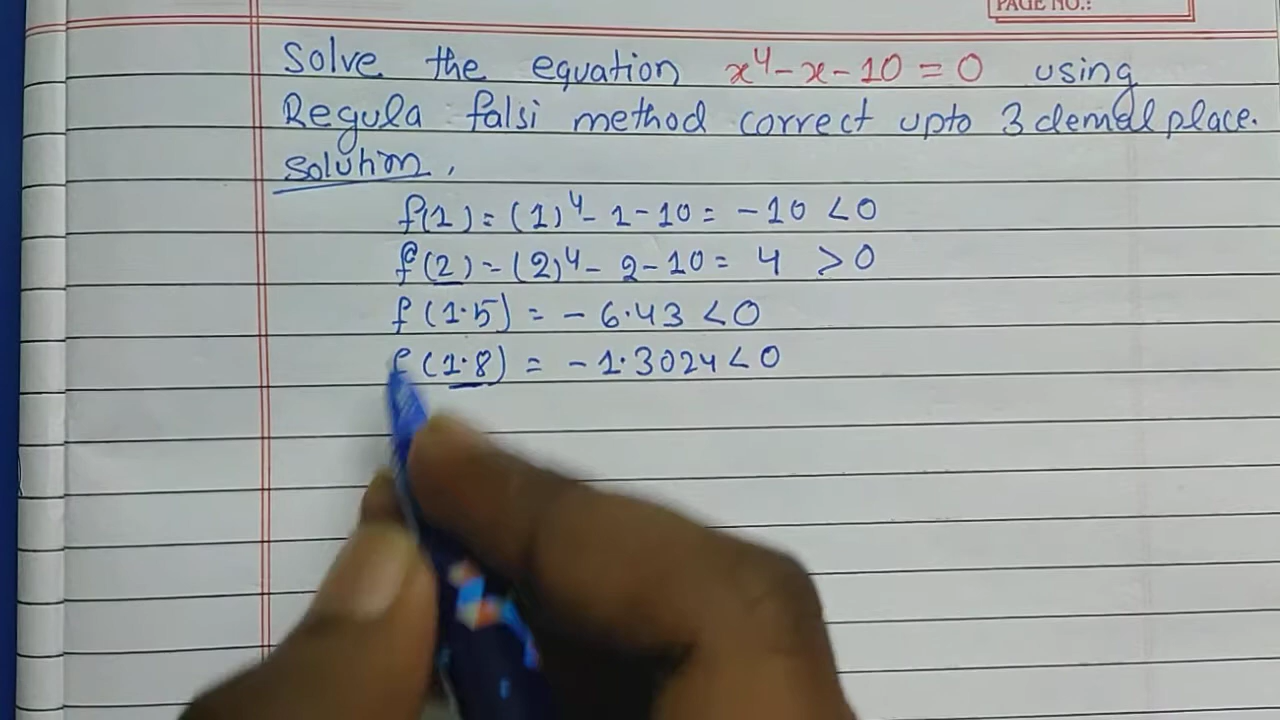 PAGE NO.:
Solve the equation x⁴-x-10=0 using
Regula falsi method correct upto 3 demel place.
Solution,
f(1) = (1)⁴- 1-10 = -10 <0
f(2) = (2)⁴- 2-10 = 4 >0
f(1.5) = - 6.43 <0
f(1.8) = - 1.3024 <0